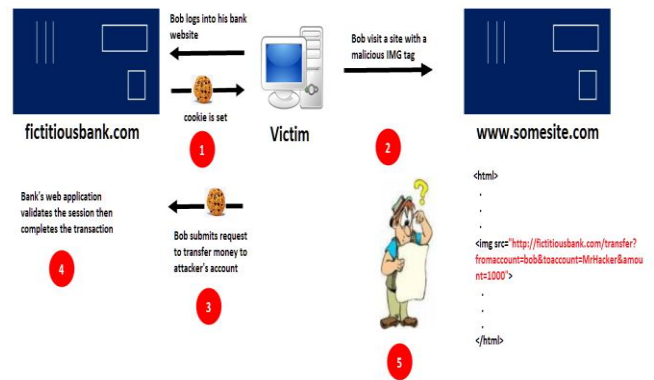 Bob logs into his bank
website
cookie is set
fictitiousbank.com
1
Victim
Bob visit a site with a
malicious IMG tag
2
www.somesite.com
Bank's web application
validates the session then
completes the transaction
4
Bob submits request
to transfer money to
attacker's account
3
5
<html>
.
.
.
<img src="http://fictitiousbank.com/transfer?
fromaccount=bob&toaccount=MrHacker&amou
nt=1000">
.
.
.
</html>